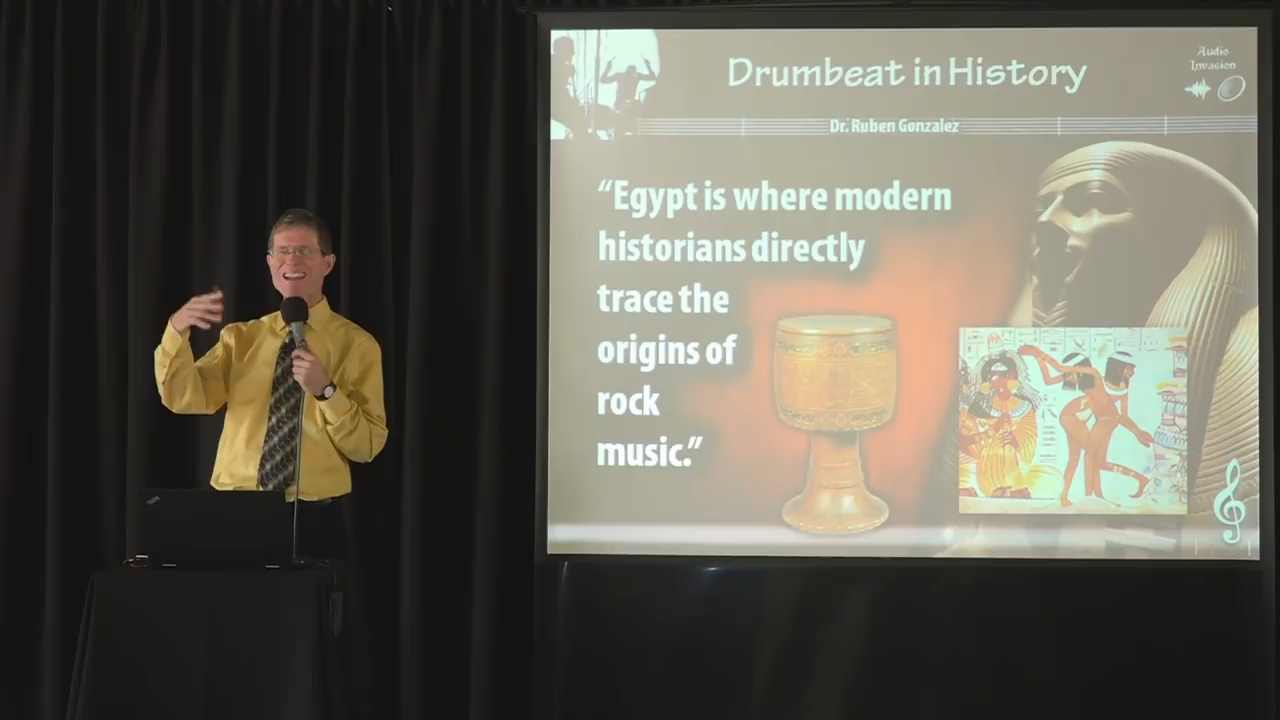 Drumbeat in History
Audio
Invasion
Dr. Ruben Gonzalez
“Egypt is where modern
historians directly
trace the
origins of
rock
music.”